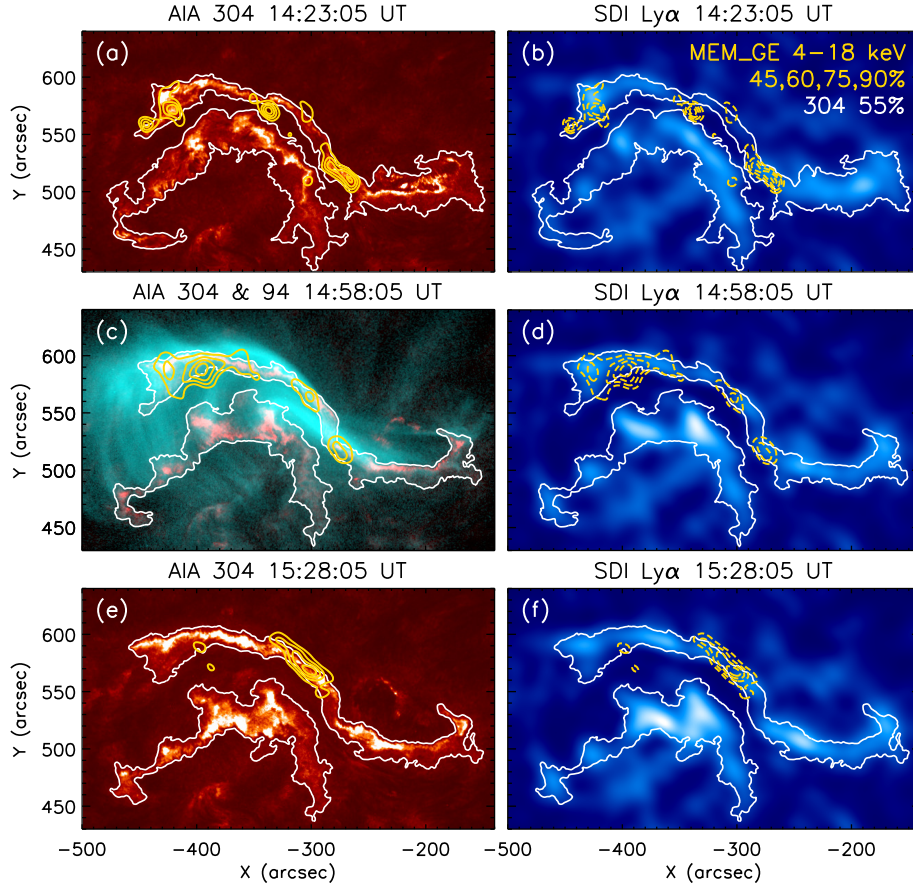 AIA 304 14:23:05 UT
SDI Lyα 14:23:05 UT
(a)
(b)
MEM_GE 4−18 keV
45,60,75,90%
304 55%
600
550
500
450
Y (arcsec)
AIA 304 & 94 14:58:05 UT
SDI Lyα 14:58:05 UT
(c)
(d)
600
550
500
450
Y (arcsec)
AIA 304 15:28:05 UT
SDI Lyα 15:28:05 UT
(e)
(f)
600
550
500
450
Y (arcsec)
−500 −400 −300 −200
−400 −300 −200
X (arcsec)
X (arcsec)